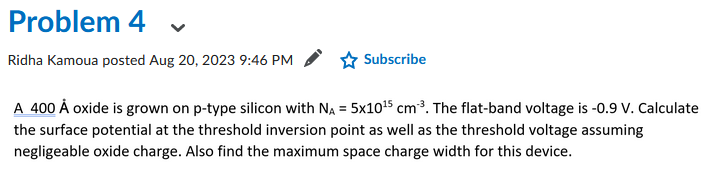 Problem 4
Ridha Kamoua posted Aug 20, 2023 9:46 PM Subscribe
A 400 Å oxide is grown on p-type silicon with Nᴀ = 5x10¹⁵ cm⁻³. The flat-band voltage is -0.9 V. Calculate
the surface potential at the threshold inversion point as well as the threshold voltage assuming
negligeable oxide charge. Also find the maximum space charge width for this device.